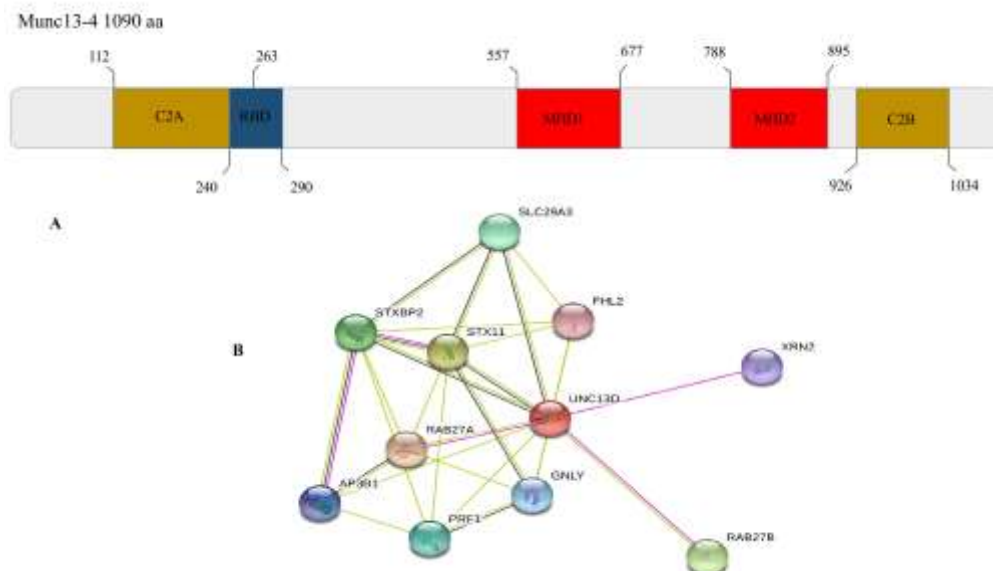 Munc13-4 1090 aa
112 263 557 677 788 895
C2A RBD MHD1 MHD2 C2B
240 290 926 1034
A
SLC29A3
FHL2
STXBP2
STX11
B
XRN2
UNC13D
RAB27A
AP3B1
GNLY
PRF1
RAB27B